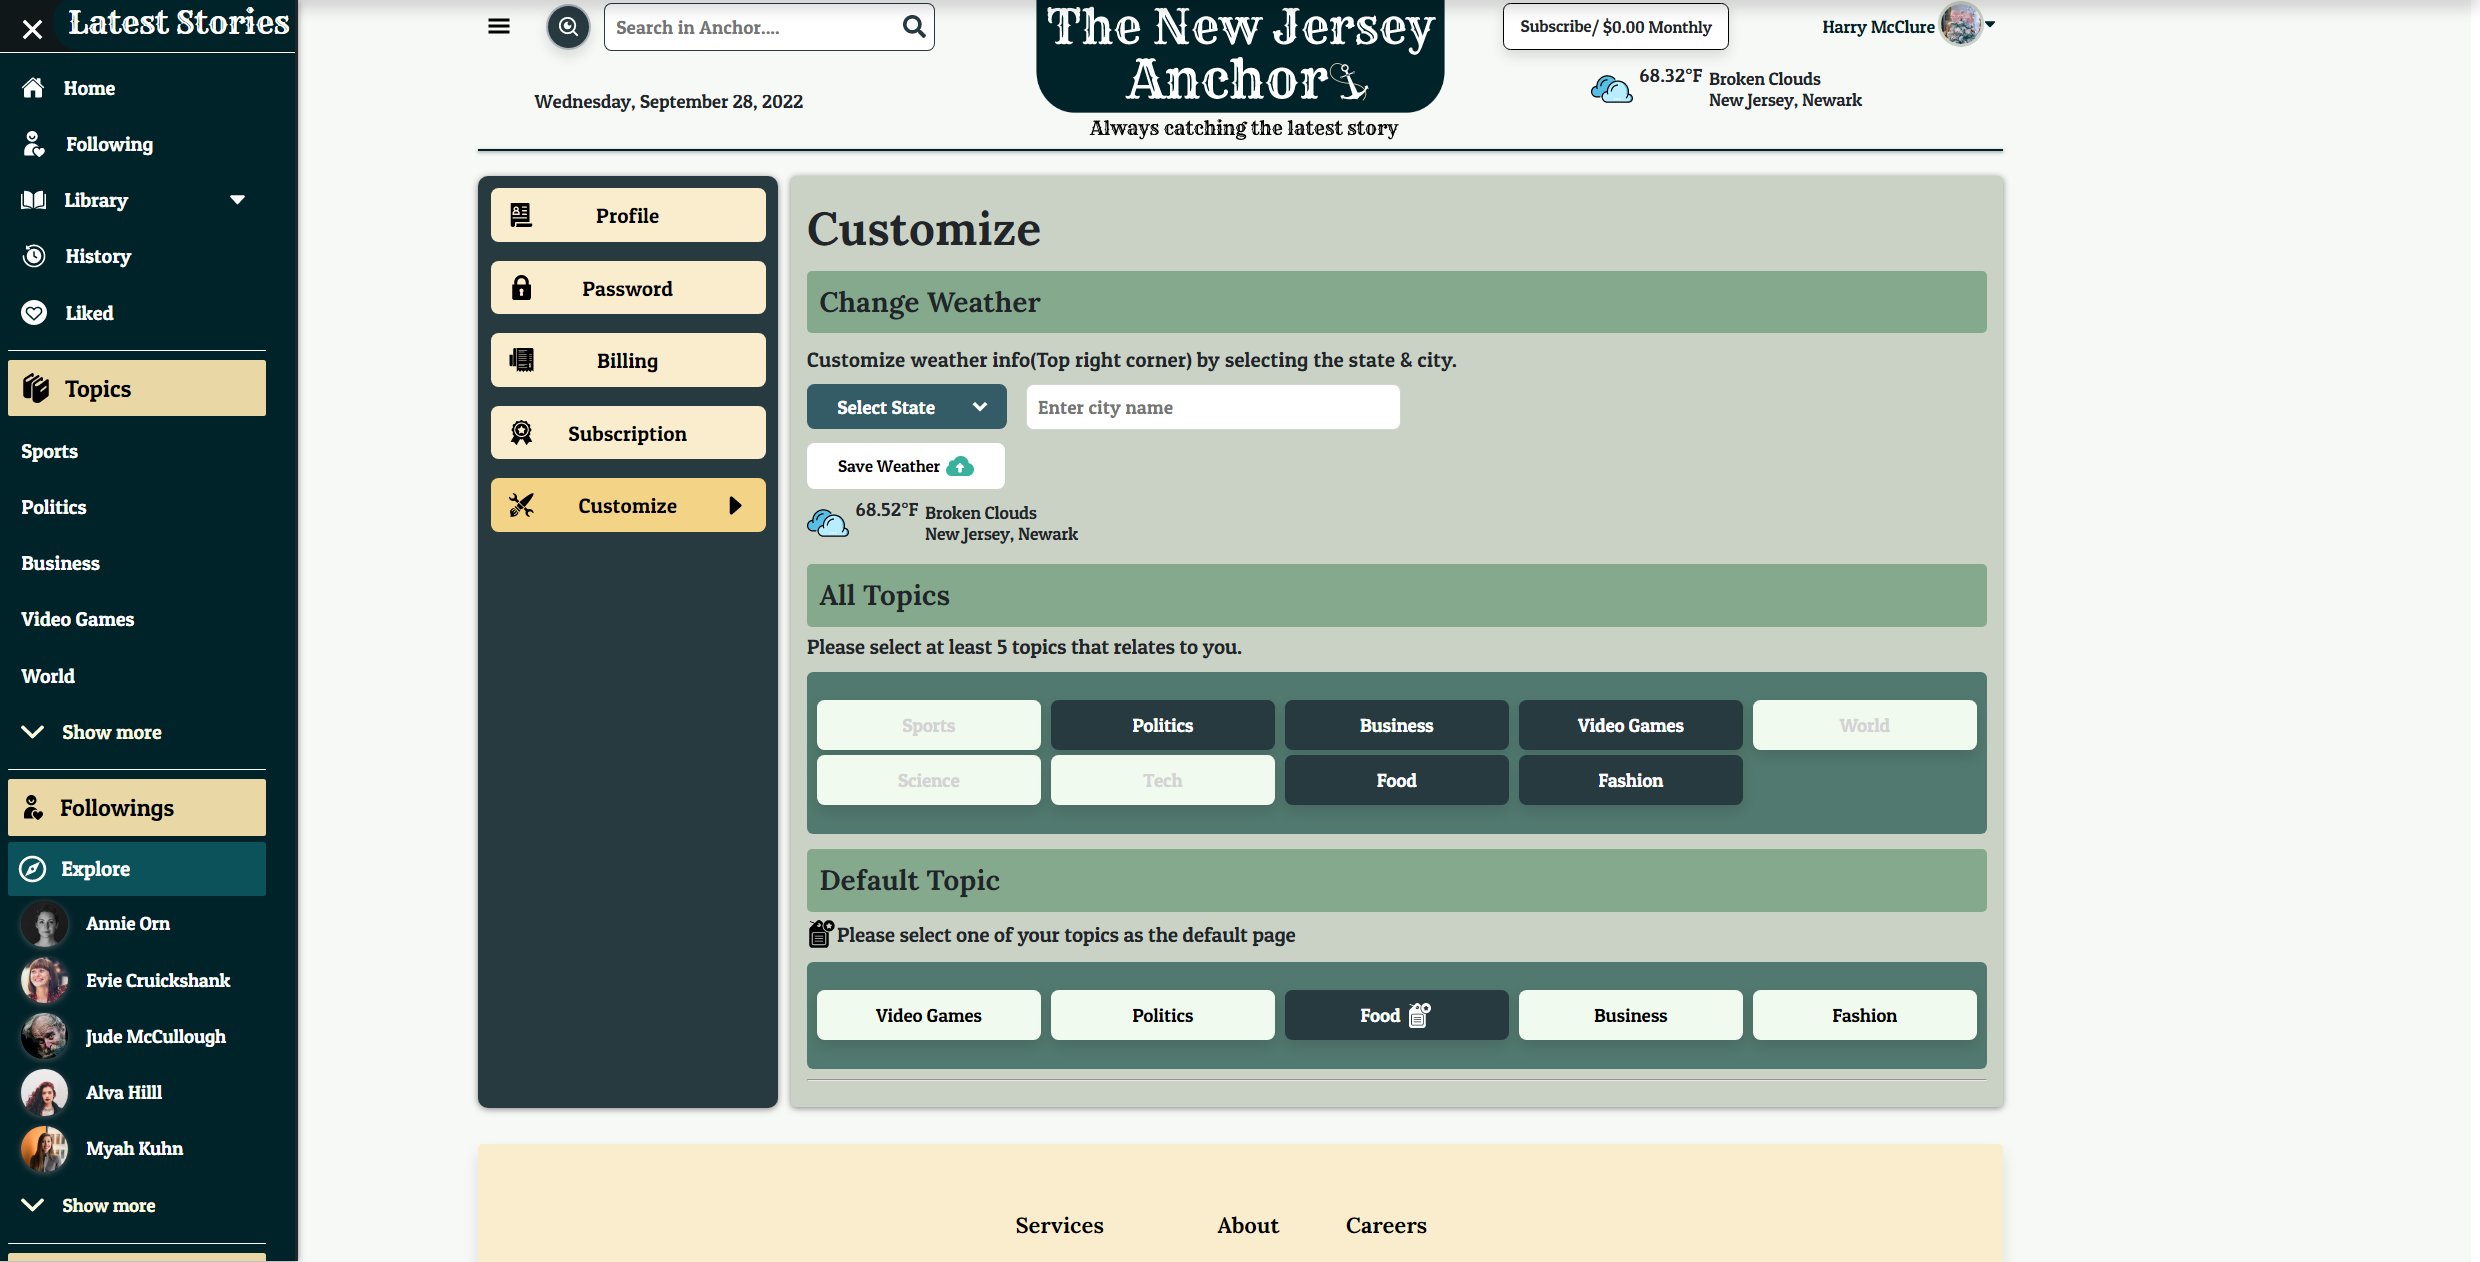 Latest Stories
Home
Following
Library
History
Liked
Topics
Sports
Politics
Business
Video Games
World
Show more
Followings
Explore
Annie Orn
Evie Cruickshank
Jude McCullough
Alva Hilll
Myah Kuhn
Show more
Search in Anchor....
Wednesday, September 28, 2022
The New Jersey
Anchor
Always catching the latest story
Subscribe/ $0.00 Monthly
Harry McClure
68.32°F Broken Clouds
New Jersey, Newark
Profile
Password
Billing
Subscription
Customize
Customize
Change Weather
Customize weather info(Top right corner) by selecting the state & city.
Select State
Enter city name
Save Weather
68.52°F Broken Clouds
New Jersey, Newark
All Topics
Please select at least 5 topics that relates to you.
Sports Politics Business Video Games World
Science Tech Food Fashion
Default Topic
Please select one of your topics as the default page
Video Games Politics Food Business Fashion
Services About Careers